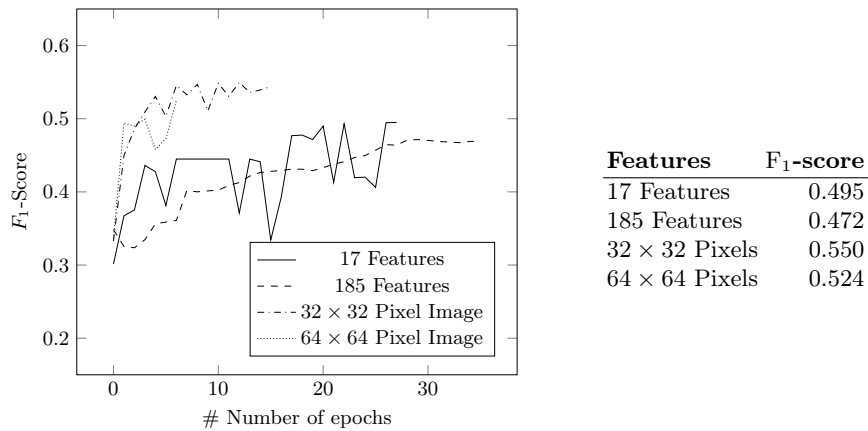 0.6
0.5
0.4
0.3
0.2
F1-Score
17 Features
185 Features
32 × 32 Pixel Image
64 × 64 Pixel Image
0 10 20 30
# Number of epochs
Features F1-score
17 Features 0.495
185 Features 0.472
32 × 32 Pixels 0.550
64 × 64 Pixels 0.524